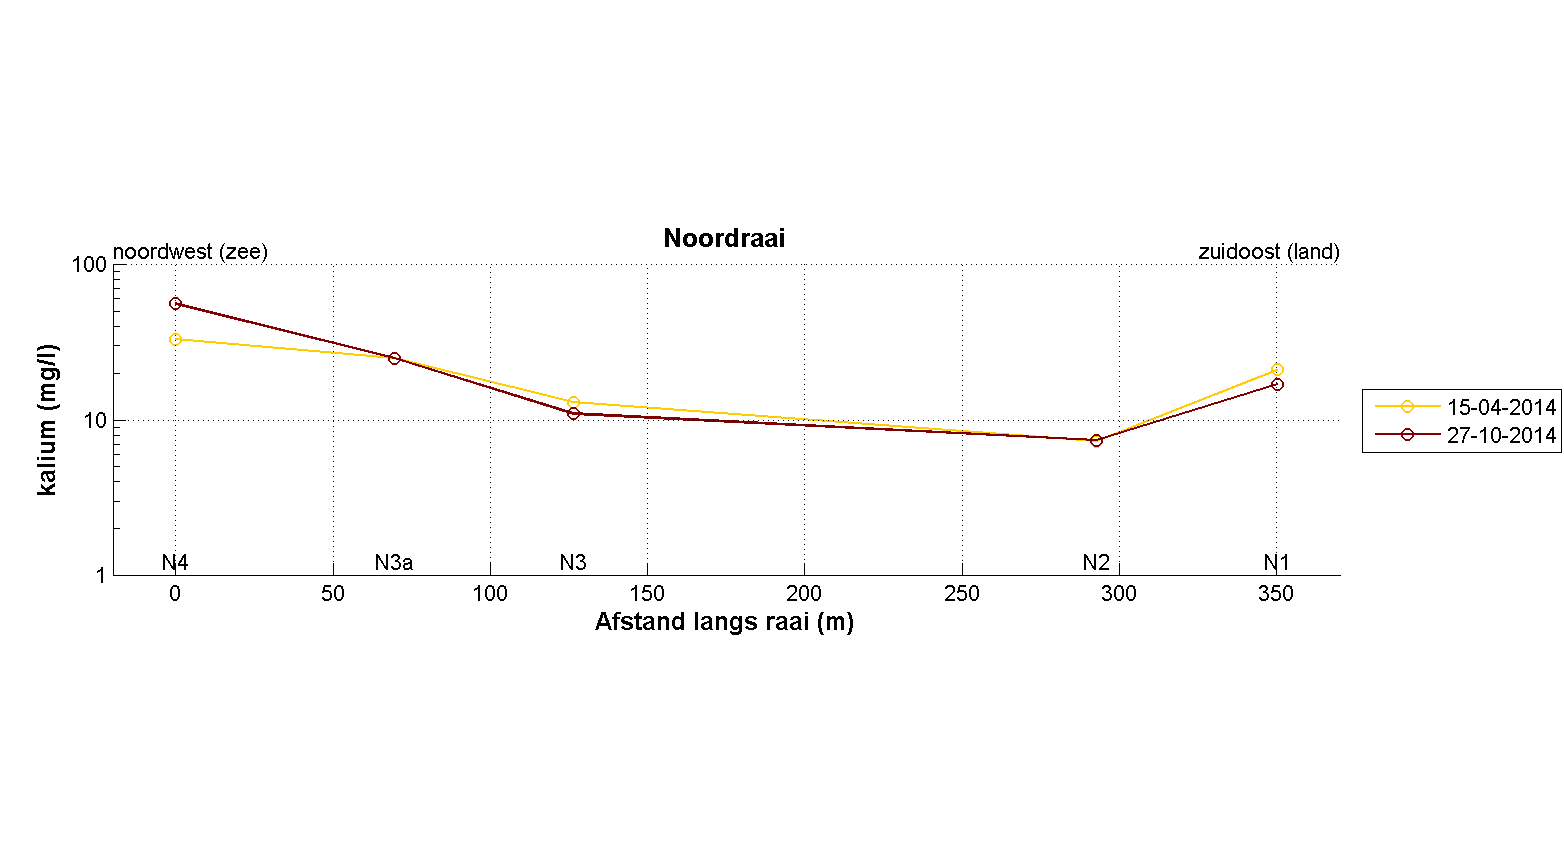 Noordraai
noordwest (zee)
zuidoost (land)
100
10
1
kalium (mg/l)
N4
N3a
N3
N2
N1
0
50
100
150
200
250
300
350
Afstand langs raai (m)
15-04-2014
27-10-2014